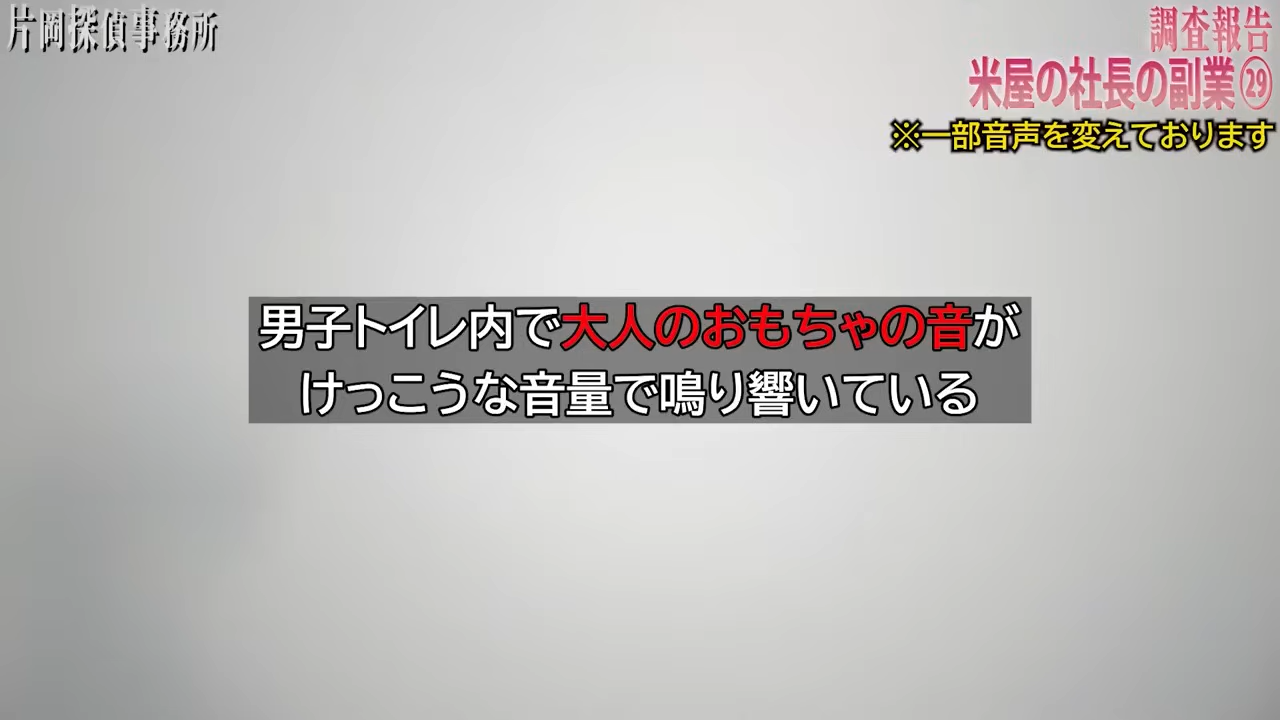 片岡探偵事務所
調査報告
米屋の社長の副業㉙
※一部音声を変えております
男子トイレ内で大人のおもちゃの音が
けっこうな音量で鳴り響いている